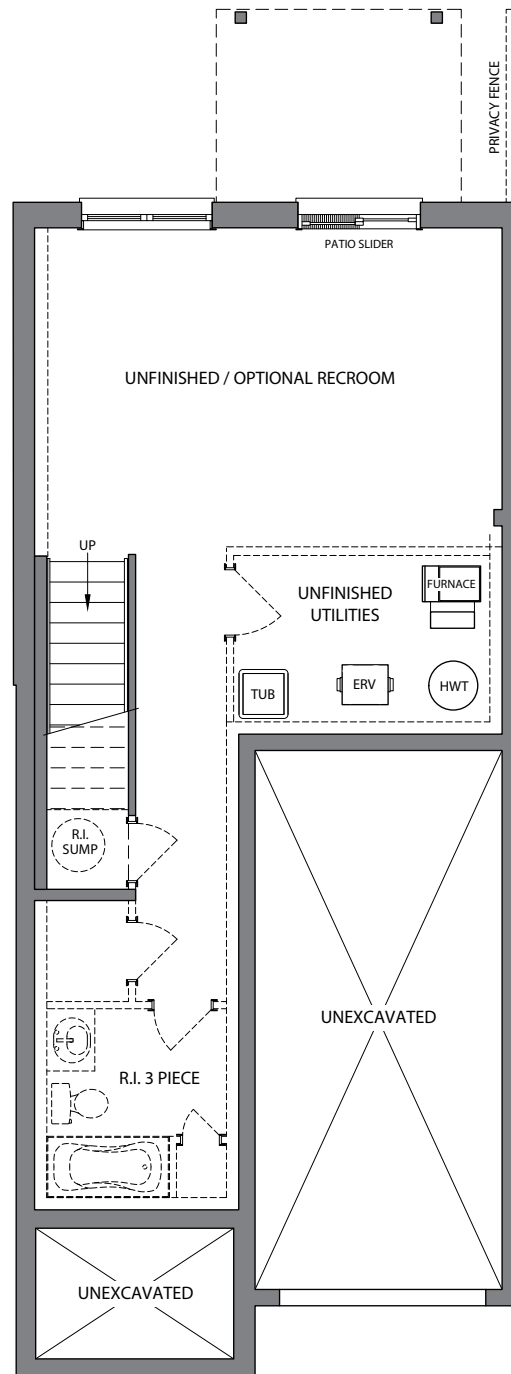 PRIVACY FENCE
PATIO SLIDER
UNFINISHED / OPTIONAL RECROOM
UP
UNFINISHED
UTILITIES
FURNACE
TUB
ERV
HWT
R.I.
SUMP
UNEXCAVATED
R.I. 3 PIECE
UNEXCAVATED